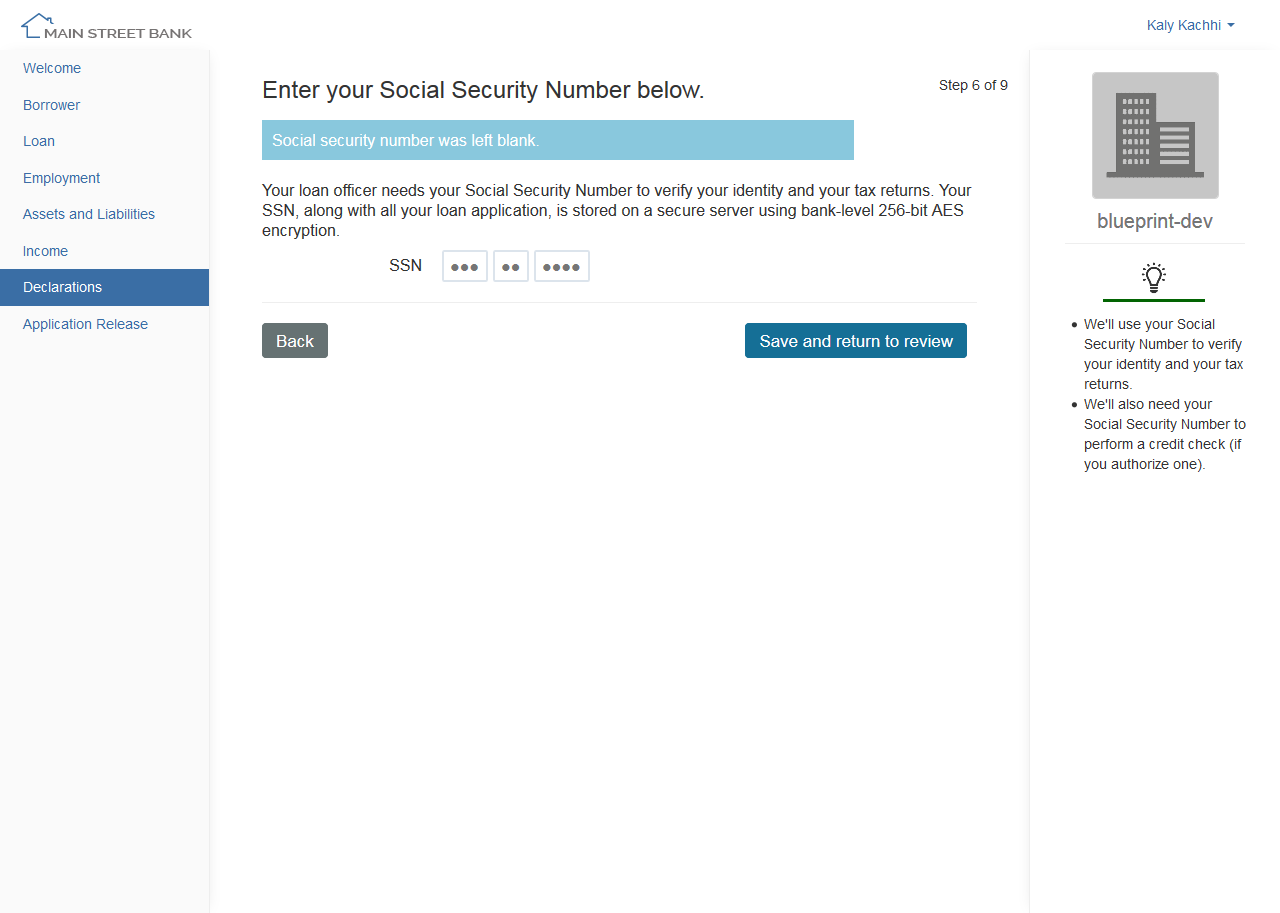 MAIN STREET BANK
Kaly Kachhi
Welcome
Borrower
Loan
Employment
Assets and Liabilities
Income
Declarations
Application Release
Enter your Social Security Number below.
Step 6 of 9
Social security number was left blank.
Your loan officer needs your Social Security Number to verify your identity and your tax returns. Your
SSN, along with all your loan application, is stored on a secure server using bank-level 256-bit AES
encryption.
SSN ●●● ●● ●●●●
Back
Save and return to review
blueprint-dev
• We'll use your Social
Security Number to verify
your identity and your tax
returns.
• We'll also need your
Social Security Number to
perform a credit check (if
you authorize one).